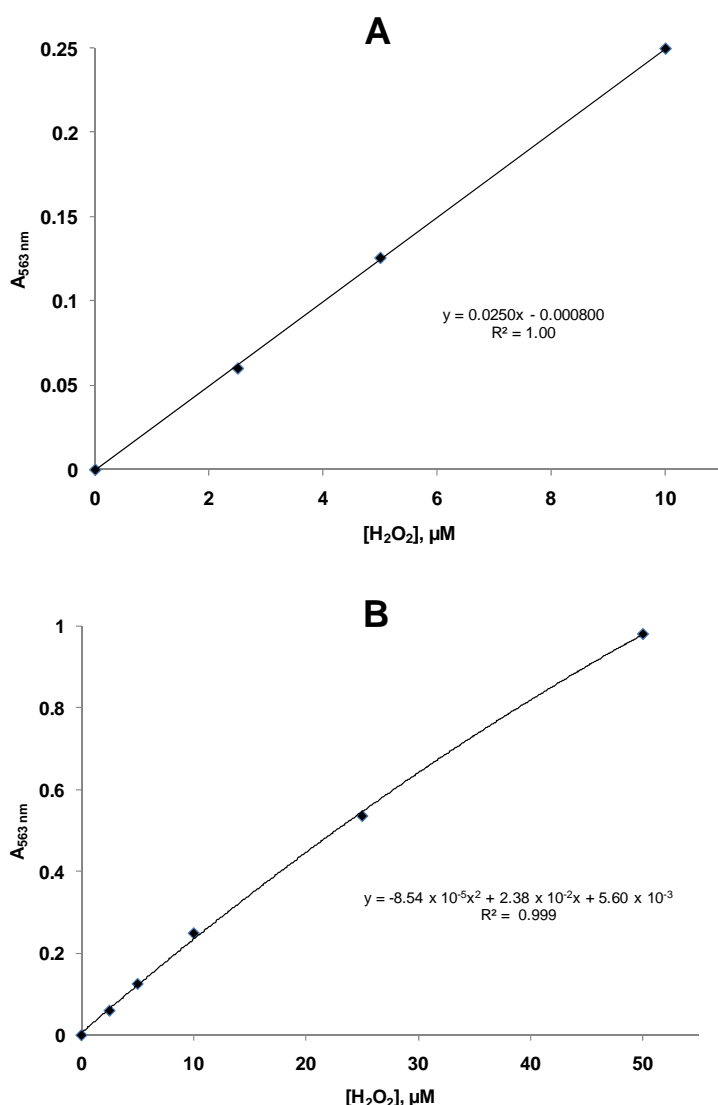 A
0.25
0.2
0.15
0.1
0.05
0
A563 nm
y = 0.0250x - 0.000800
R² = 1.00
0 2 4 6 8 10
[H₂O₂], µM
B
1
0.8
0.6
0.4
0.2
0
A563 nm
y = -8.54 x 10⁻⁵x² + 2.38 x 10⁻²x + 5.60 x 10⁻³
R² = 0.999
0 10 20 30 40 50
[H₂O₂], µM